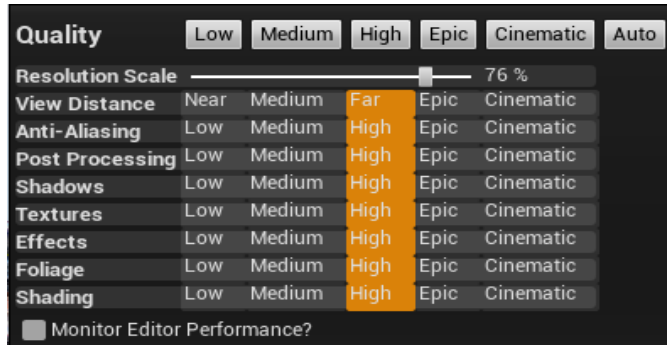 Quality Low Medium High Epic Cinematic Auto
Resolution Scale 76 %
View Distance Near Medium Far Epic Cinematic
Anti-Aliasing Low Medium High Epic Cinematic
Post Processing Low Medium High Epic Cinematic
Shadows Low Medium High Epic Cinematic
Textures Low Medium High Epic Cinematic
Effects Low Medium High Epic Cinematic
Foliage Low Medium High Epic Cinematic
Shading Low Medium High Epic Cinematic
Monitor Editor Performance?